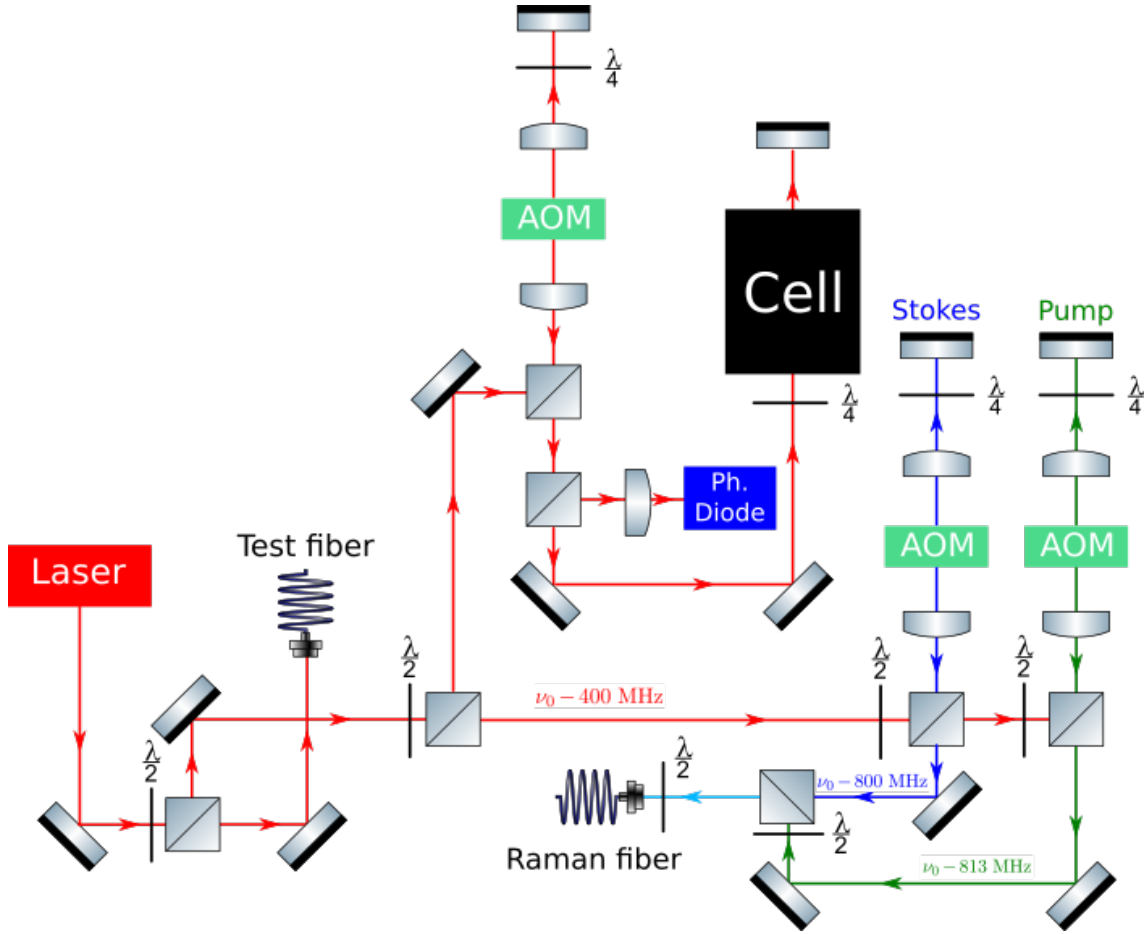 λ/4
AOM
Cell
Stokes
Pump
λ/4
λ/4
λ/4
Ph.
Diode
Test fiber
AOM
AOM
Laser
λ/2
λ/2
λ/2
ν₀ − 400 MHz
λ/2
λ/2
ν₀ − 800 MHz
λ/2
Raman fiber
ν₀ − 813 MHz